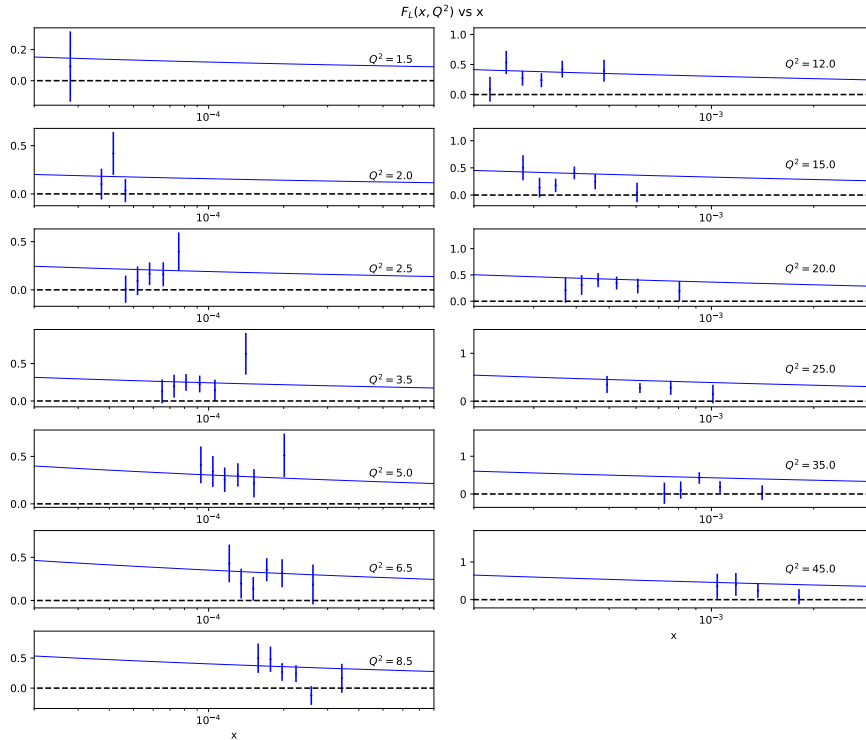 F_L(x, Q^2) vs x
0.2
0.0
Q^2 = 1.5
10^{-4}
0.5
0.0
Q^2 = 2.0
10^{-4}
0.5
0.0
Q^2 = 2.5
10^{-4}
0.5
0.0
Q^2 = 3.5
10^{-4}
0.5
0.0
Q^2 = 5.0
10^{-4}
0.5
0.0
Q^2 = 6.5
10^{-4}
0.5
0.0
Q^2 = 8.5
10^{-4}
x
1.0
0.5
0.0
Q^2 = 12.0
10^{-3}
1.0
0.5
0.0
Q^2 = 15.0
10^{-3}
1.0
0.5
0.0
Q^2 = 20.0
10^{-3}
1
0
Q^2 = 25.0
10^{-3}
1
0
Q^2 = 35.0
10^{-3}
1
0
Q^2 = 45.0
10^{-3}
x